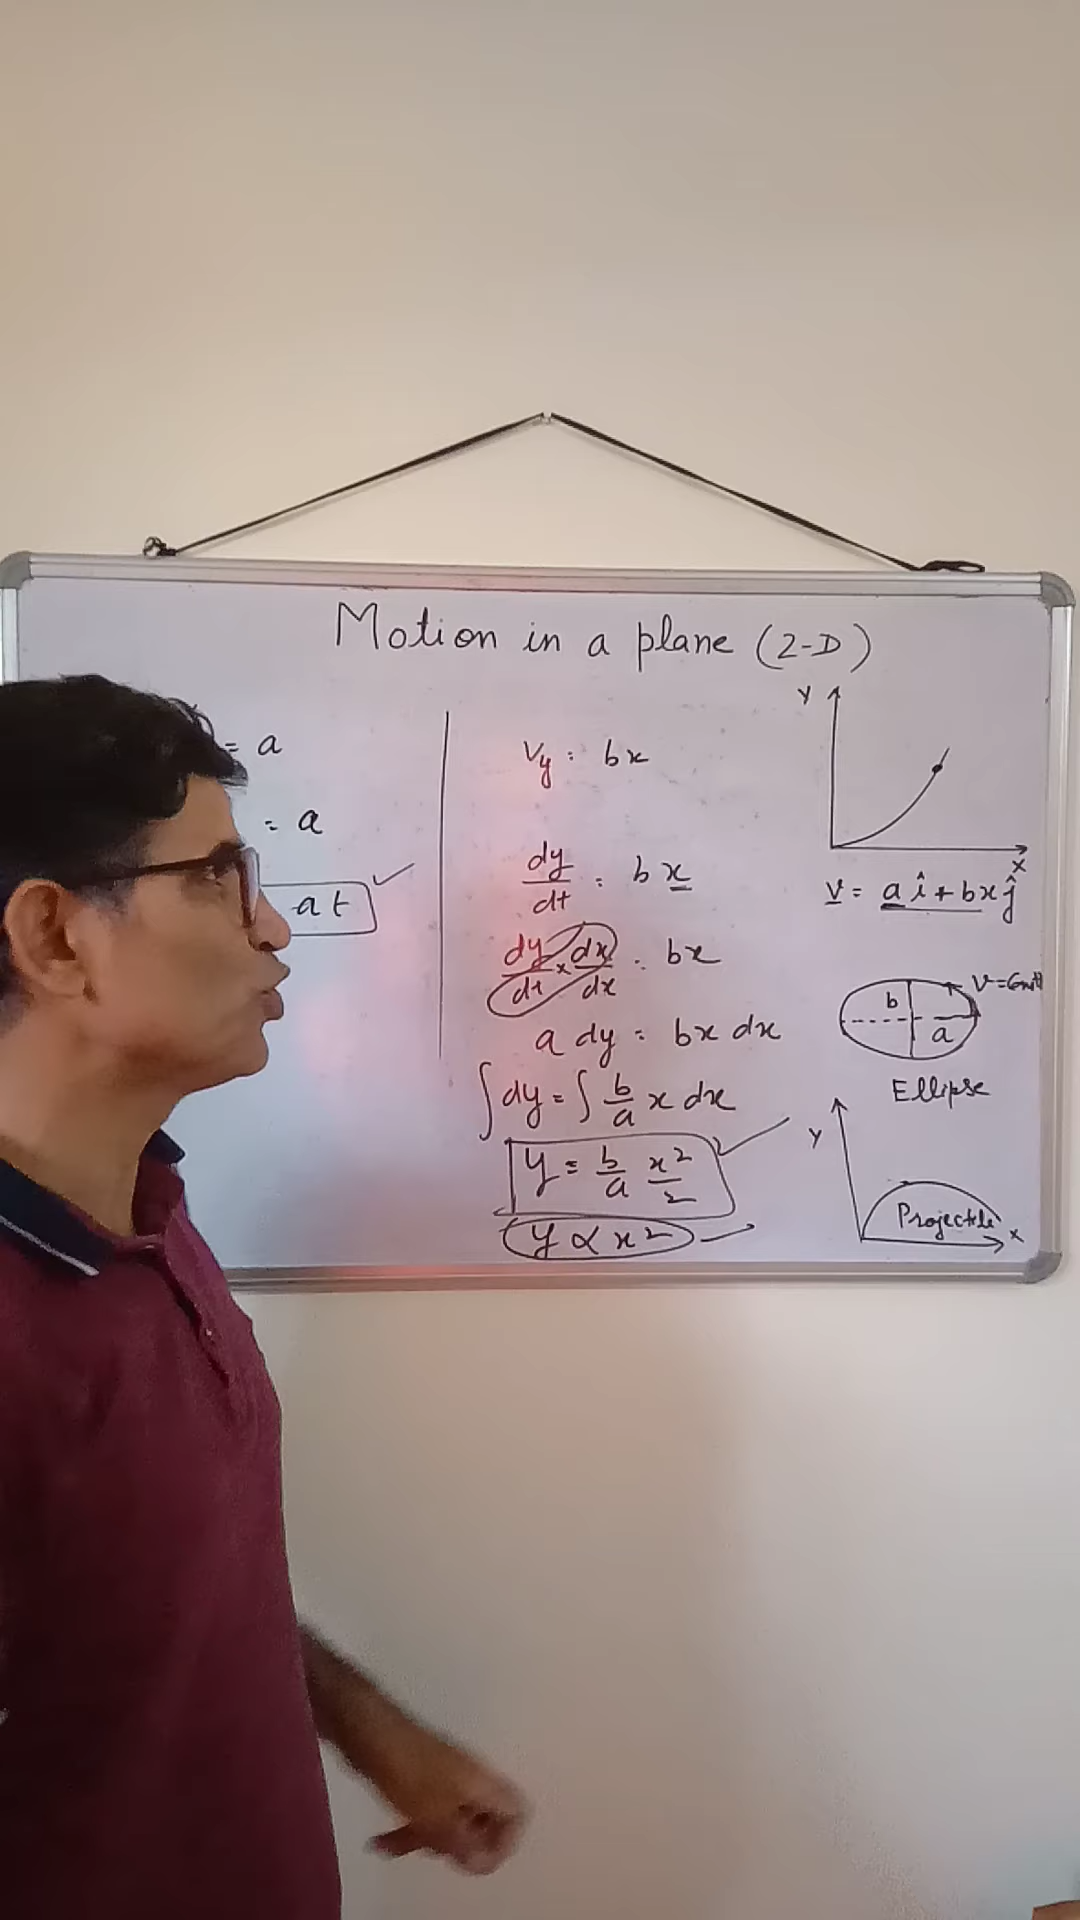 Motion in a plane (2-D)
= a
= a
at
Vy = bx
dy/dt = bx
dy/dt × dx/dx = bx
a dy = bx dx
∫dy = ∫ b/a x dx
y = b/a x²/2
y ∝ x²
Y
X
v = a î + bx ĵ
b
a
Ellipse
Y
Projectile
X